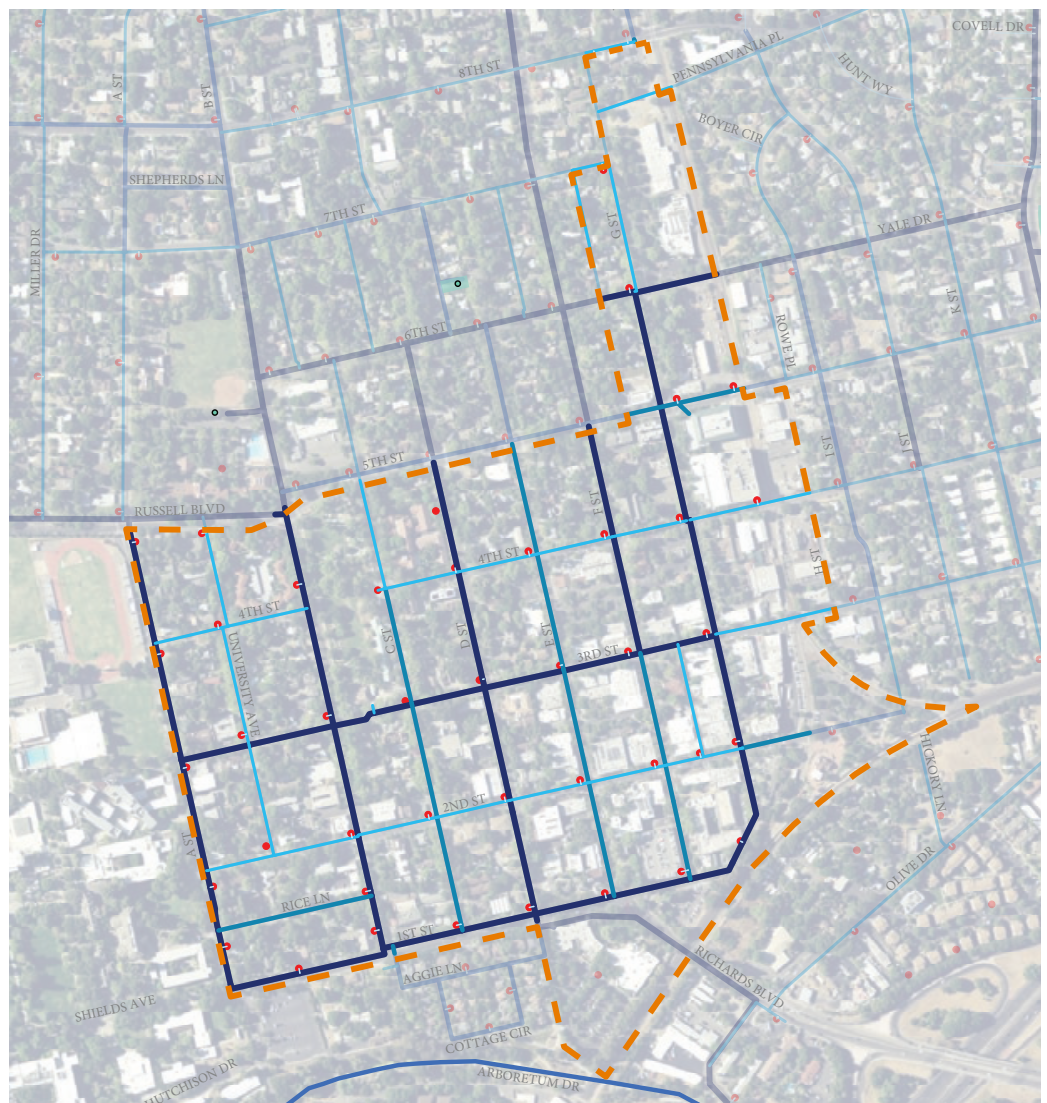 COVELL DR
8TH ST
PENNSYLVANIA PL
HUNT WY
A ST
B ST
BOYER CIR
SHEPHERDS LN
7TH ST
G ST
YALE DR
MILLER DR
K ST
6TH ST
ROWE PL
I ST
J ST
5TH ST
F ST
RUSSELL BLVD
4TH ST
H ST
4TH ST
C ST
D ST
E ST
UNIVERSITY AVE
3RD ST
HICKORY LN
2ND ST
A ST
OLIVE DR
RICE LN
1ST ST
AGGIE LN
RICHARDS BLVD
SHIELDS AVE
COTTAGE CIR
HUTCHISON DR
ARBORETUM DR